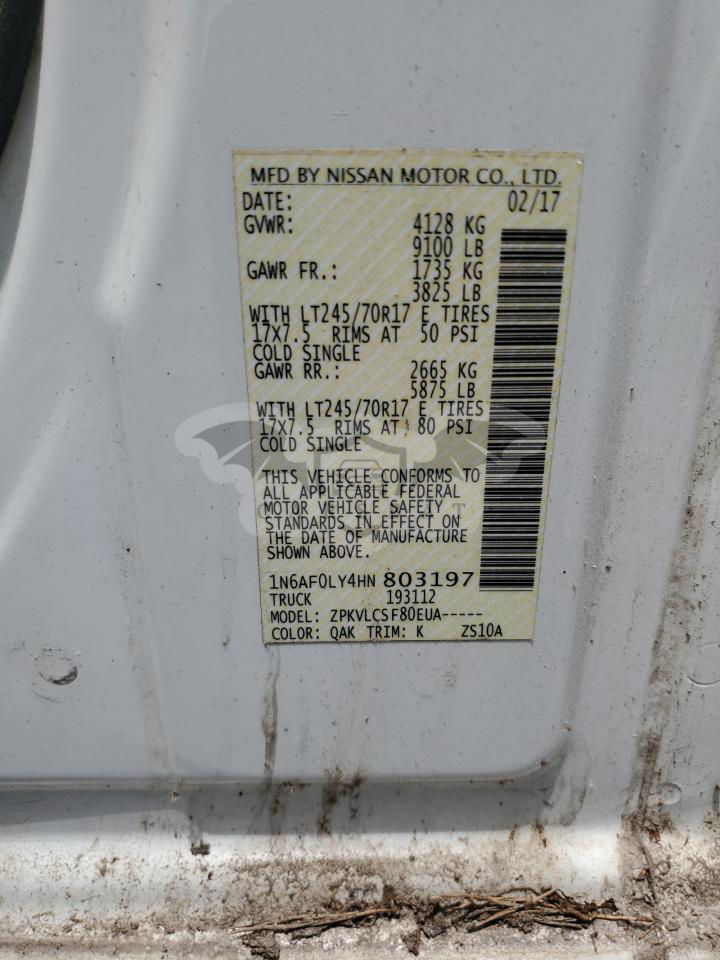 MFD BY NISSAN MOTOR CO., LTD.
DATE: 02/17
GVWR: 4128 KG
9100 LB
GAWR FR.: 1735 KG
3825 LB
WITH LT245/70R17 E TIRES
17X7.5 RIMS AT 50 PSI
COLD SINGLE
GAWR RR.: 2665 KG
5875 LB
WITH LT245/70R17 E TIRES
17X7.5 RIMS AT 80 PSI
COLD SINGLE
THIS VEHICLE CONFORMS TO
ALL APPLICABLE FEDERAL
MOTOR VEHICLE SAFETY
STANDARDS IN EFFECT ON
THE DATE OF MANUFACTURE
SHOWN ABOVE.
1N6AF0LY4HN 803197
TRUCK 193112
MODEL: ZPKVLCSF80EUA-----
COLOR: QAK TRIM: K ZS10A